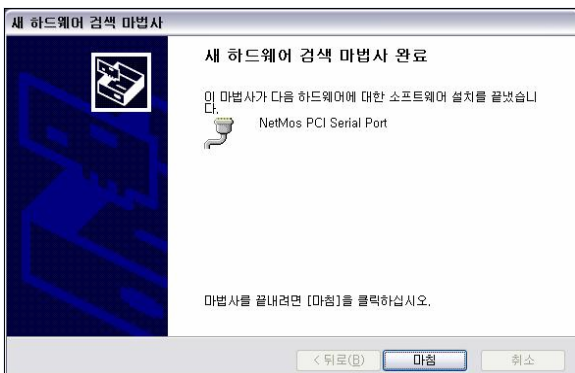 새 하드웨어 검색 마법사
새 하드웨어 검색 마법사 완료
이 마법사가 다음 하드웨어에 대한 소프트웨어 설치를 끝냈습니
다.
NetMos PCI Serial Port
마법사를 끝내려면 [마침]을 클릭하십시오.
< 뒤로(B) 마침 취소